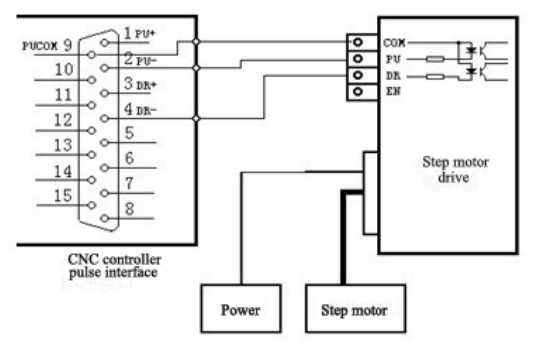 1 PU+
PUCOM 9
2 PU-
10
3 DR+
11
4 DR-
12
5
13
6
14
7
15
8
COM
PU
DR
EN
Step motor
drive
CNC controller
pulse interface
Power
Step motor